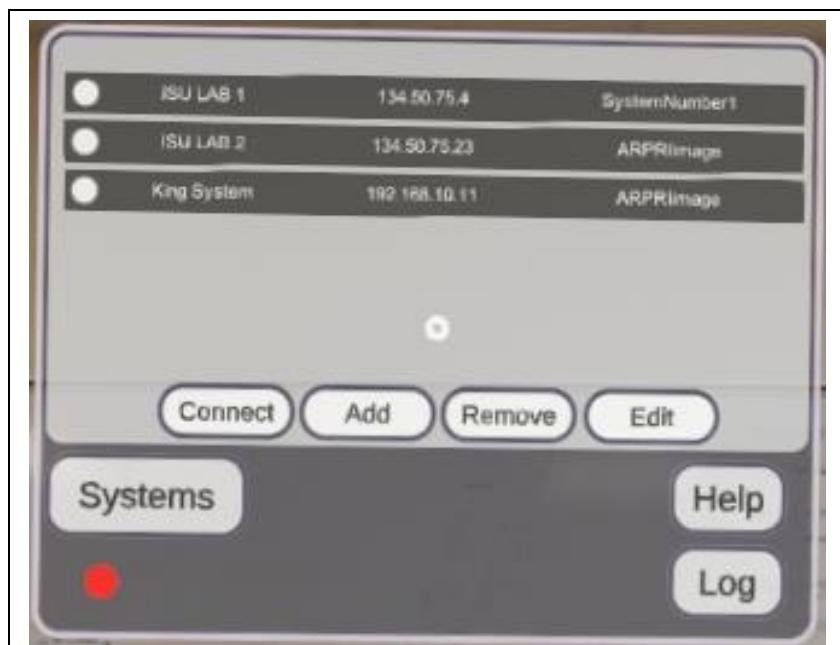 ISU LAB 1 134.50.75.4 SystemNumber1
ISU LAB 2 134.50.75.23 ARPRIimage
King System 192.168.10.11 ARPRIimage
Connect Add Remove Edit
Systems Help
Log